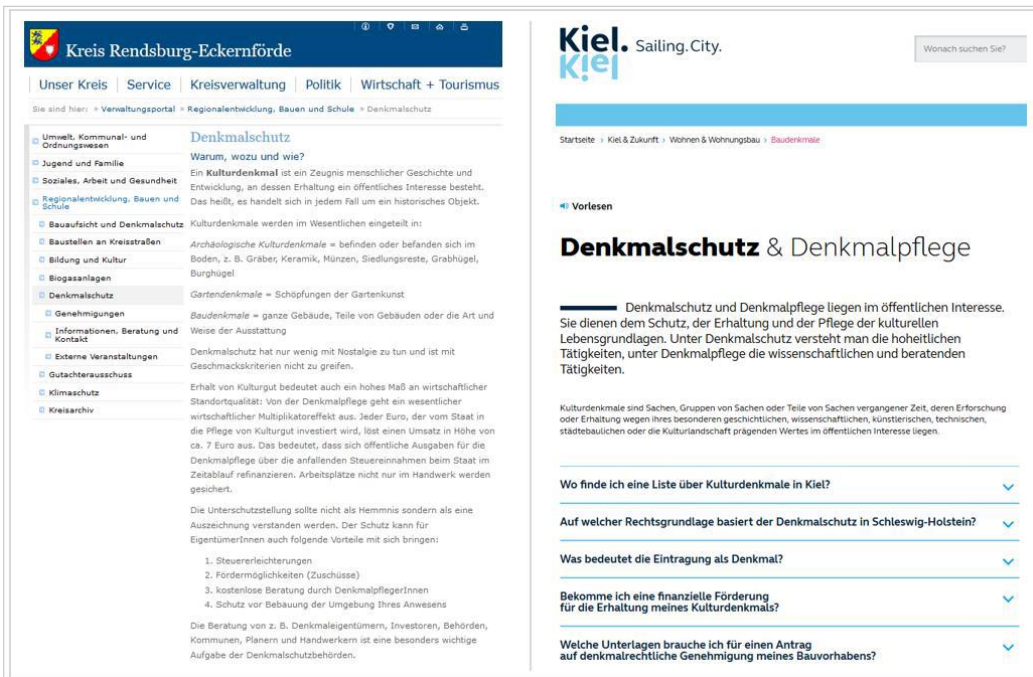 Kreis Rendsburg-Eckernförde
Unser Kreis
Service
Kreisverwaltung
Politik
Wirtschaft + Tourismus
Sie sind hier: » Verwaltungsportal » Regionalentwicklung, Bauen und Schule » Denkmalschutz
Umwelt, Kommunal- und
Ordnungswesen
Jugend und Familie
Soziales, Arbeit und Gesundheit
Regionalentwicklung, Bauen und
Schule
Bauaufsicht und Denkmalschutz
Baustellen an Kreisstraßen
Bildung und Kultur
Biogasanlagen
Denkmalschutz
Genehmigungen
Informationen, Beratung und
Kontakt
Externe Veranstaltungen
Gutachterausschuss
Klimaschutz
Kreisarchiv
Denkmalschutz
Warum, wozu und wie?
Ein Kulturdenkmal ist ein Zeugnis menschlicher Geschichte und
Entwicklung, an dessen Erhaltung ein öffentliches Interesse besteht.
Das heißt, es handelt sich in jedem Fall um ein historisches Objekt.
Kulturdenkmale werden im Wesentlichen eingeteilt in:
Archäologische Kulturdenkmale = befinden oder befanden sich im
Boden, z. B. Gräber, Keramik, Münzen, Siedlungsreste, Grabhügel,
Burghügel
Gartendenkmale = Schöpfungen der Gartenkunst
Baudenkmale = ganze Gebäude, Teile von Gebäuden oder die Art und
Weise der Ausstattung
Denkmalschutz hat nur wenig mit Nostalgie zu tun und ist mit
Geschmackskriterien nicht zu greifen.
Erhalt von Kulturgut bedeutet auch ein hohes Maß an wirtschaftlicher
Standortqualität: Von der Denkmalpflege geht ein wesentlicher
wirtschaftlicher Multiplikatoreffekt aus. Jeder Euro, der vom Staat in
die Pflege von Kulturgut investiert wird, löst einen Umsatz in Höhe von
ca. 7 Euro aus. Das bedeutet, dass sich öffentliche Ausgaben für die
Denkmalpflege über die anfallenden Steuereinnahmen beim Staat im
Zeitablauf refinanzieren. Arbeitsplätze nicht nur im Handwerk werden
gesichert.
Die Unterschutzstellung sollte nicht als Hemmnis sondern als eine
Auszeichnung verstanden werden. Der Schutz kann für
EigentümerInnen auch folgende Vorteile mit sich bringen:
1. Steuererleichterungen
2. Fördermöglichkeiten (Zuschüsse)
3. kostenlose Beratung durch DenkmalpflegerInnen
4. Schutz vor Bebauung der Umgebung Ihres Anwesens
Die Beratung von z. B. Denkmaleigentümern, Investoren, Behörden,
Kommunen, Planern und Handwerkern ist eine besonders wichtige
Aufgabe der Denkmalschutzbehörden.
Kiel. Sailing.City.
Kiel
Wonach suchen Sie?
Startseite > Kiel & Zukunft > Wohnen & Wohnungsbau > Baudenkmale
Vorlesen
Denkmalschutz & Denkmalpflege
Denkmalschutz und Denkmalpflege liegen im öffentlichen Interesse.
Sie dienen dem Schutz, der Erhaltung und der Pflege der kulturellen
Lebensgrundlagen. Unter Denkmalschutz versteht man die hoheitlichen
Tätigkeiten, unter Denkmalpflege die wissenschaftlichen und beratenden
Tätigkeiten.
Kulturdenkmale sind Sachen, Gruppen von Sachen oder Teile von Sachen vergangener Zeit, deren Erforschung
oder Erhaltung wegen ihres besonderen geschichtlichen, wissenschaftlichen, künstlerischen, technischen,
städtebaulichen oder die Kulturlandschaft prägenden Wertes im öffentlichen Interesse liegen.
Wo finde ich eine Liste über Kulturdenkmale in Kiel?
Auf welcher Rechtsgrundlage basiert der Denkmalschutz in Schleswig-Holstein?
Was bedeutet die Eintragung als Denkmal?
Bekomme ich eine finanzielle Förderung
für die Erhaltung meines Kulturdenkmals?
Welche Unterlagen brauche ich für einen Antrag
auf denkmalrechtliche Genehmigung meines Bauvorhabens?